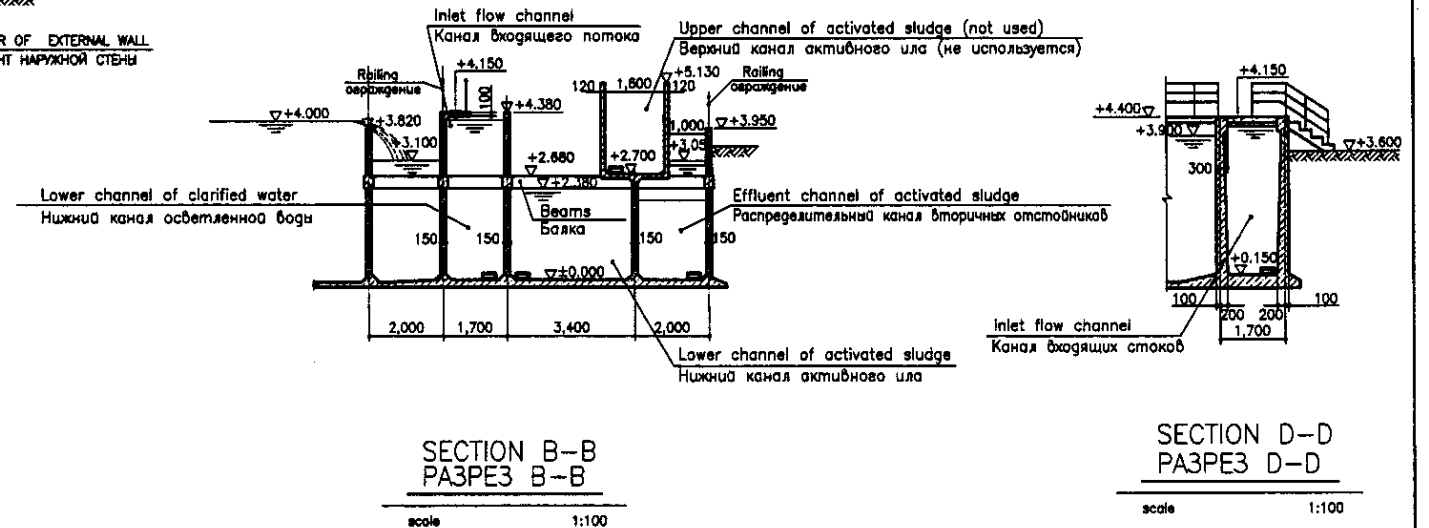 R OF EXTERNAL WALL
НТ НАРУЖНОЙ СТЕНЫ
Inlet flow channel
Канал входящего потока
Upper channel of activated sludge (not used)
Верхний канал активного ила (не используется)
Railing
ограждение
+4.150
100
+4.380
120
1,600
+5.130
120
Railing
ограждение
+4.000
+3.820
+3.100
1,000
+3.950
+3.05
+2.680
+2.700
+2.380
Lower channel of clarified water
Нижний канал осветленной воды
Beams
Балка
Effluent channel of activated sludge
Распределительный канал вторичных отстойников
150
150
150
150
±0.000
2,000
1,700
3,400
2,000
Lower channel of activated sludge
Нижний канал активного ила
SECTION B-B
РАЗРЕЗ B-B
scale 1:100
+4.150
+4.400
+3.900
+3.600
300
+0.150
100
200
200
100
1,700
Inlet flow channel
Канал входящих стоков
SECTION D-D
РАЗРЕЗ D-D
scale 1:100